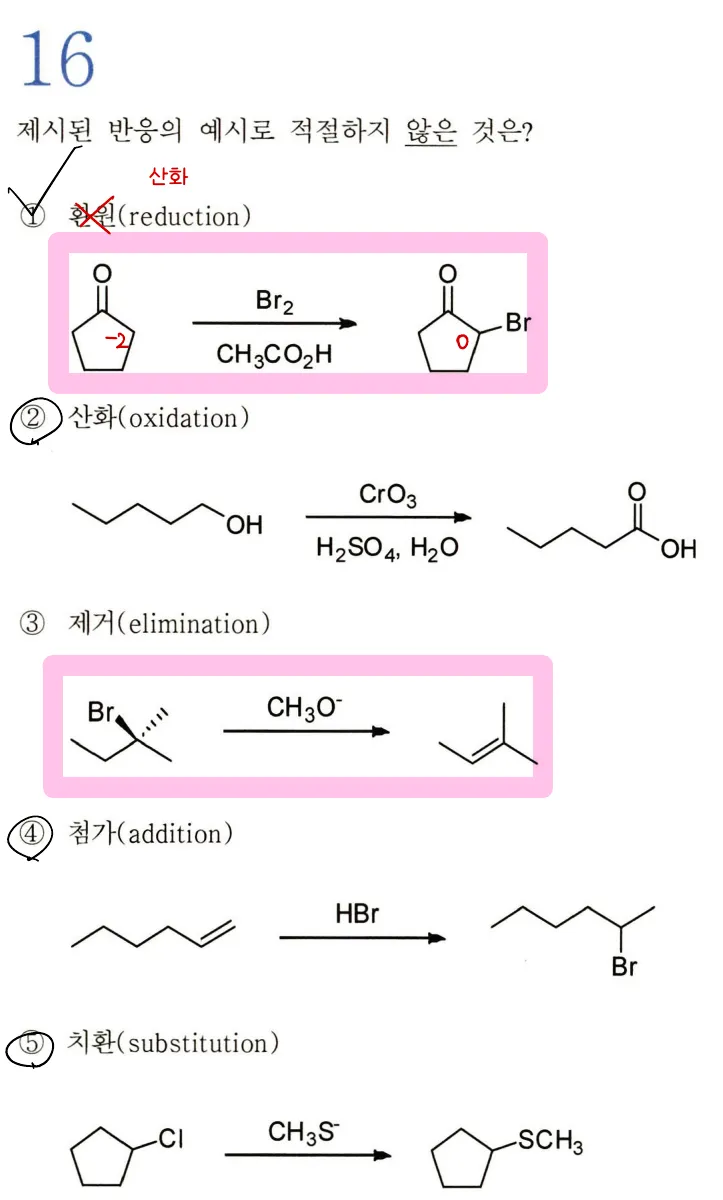 16
제시된 반응의 예시로 적절하지 않은 것은?
산화
① 환원(reduction)
O
Br₂
CH₃CO₂H
-2
O
Br
0
② 산화(oxidation)
OH
CrO₃
H₂SO₄, H₂O
O
OH
③ 제거(elimination)
Br
CH₃O⁻
④ 첨가(addition)
HBr
Br
⑤ 치환(substitution)
Cl
CH₃S⁻
SCH₃